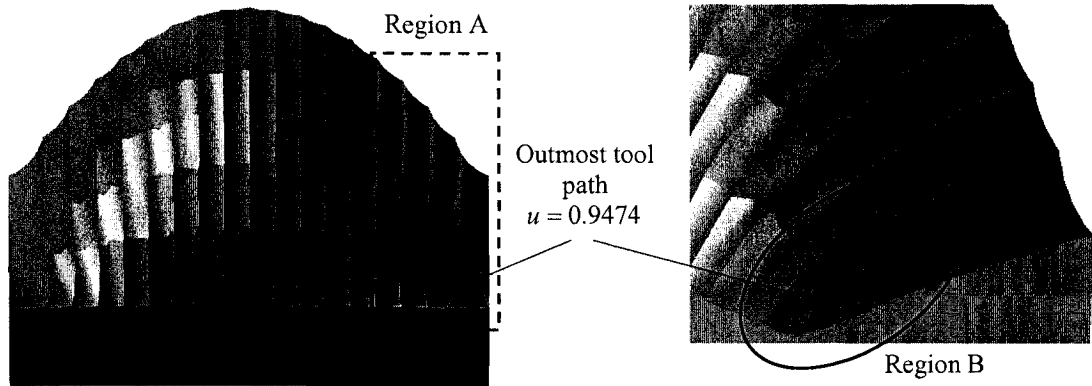 Region A
Outmost tool
path
u = 0.9474
Region B